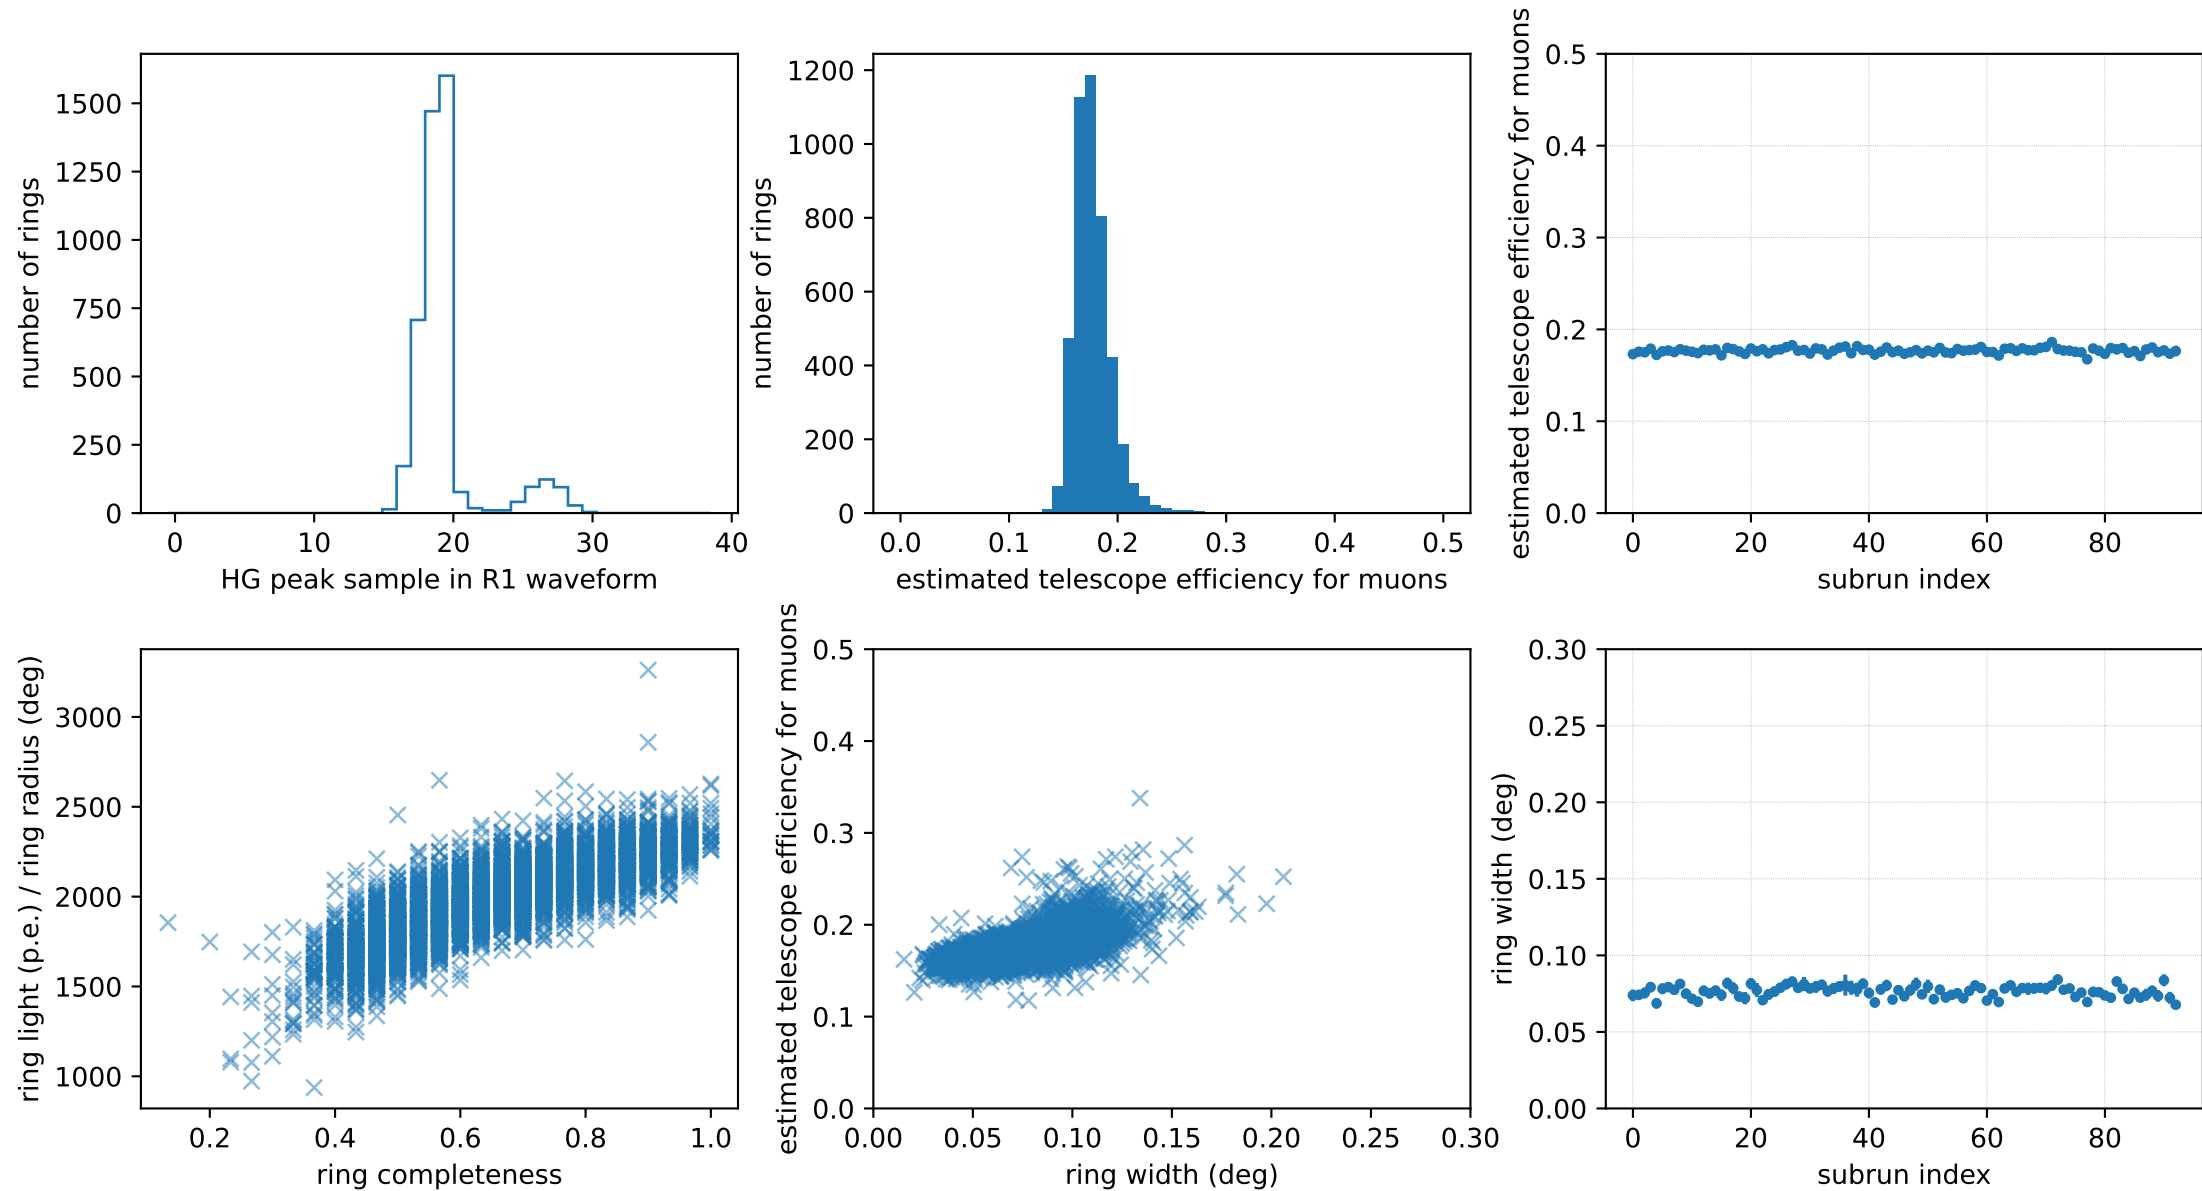 number of rings
1500
1250
1000
750
500
250
0
0 10 20 30 40
HG peak sample in R1 waveform
number of rings
1200
1000
800
600
400
200
0
0.0 0.1 0.2 0.3 0.4 0.5
estimated telescope efficiency for muons
estimated telescope efficiency for muons
0.5
0.4
0.3
0.2
0.1
0.0
0 20 40 60 80
subrun index
ring light (p.e.) / ring radius (deg)
3000
2500
2000
1500
1000
0.2 0.4 0.6 0.8 1.0
ring completeness
estimated telescope efficiency for muons
0.5
0.4
0.3
0.2
0.1
0.0
0.00 0.05 0.10 0.15 0.20 0.25 0.30
ring width (deg)
ring width (deg)
0.30
0.25
0.20
0.15
0.10
0.05
0.00
0 20 40 60 80
subrun index